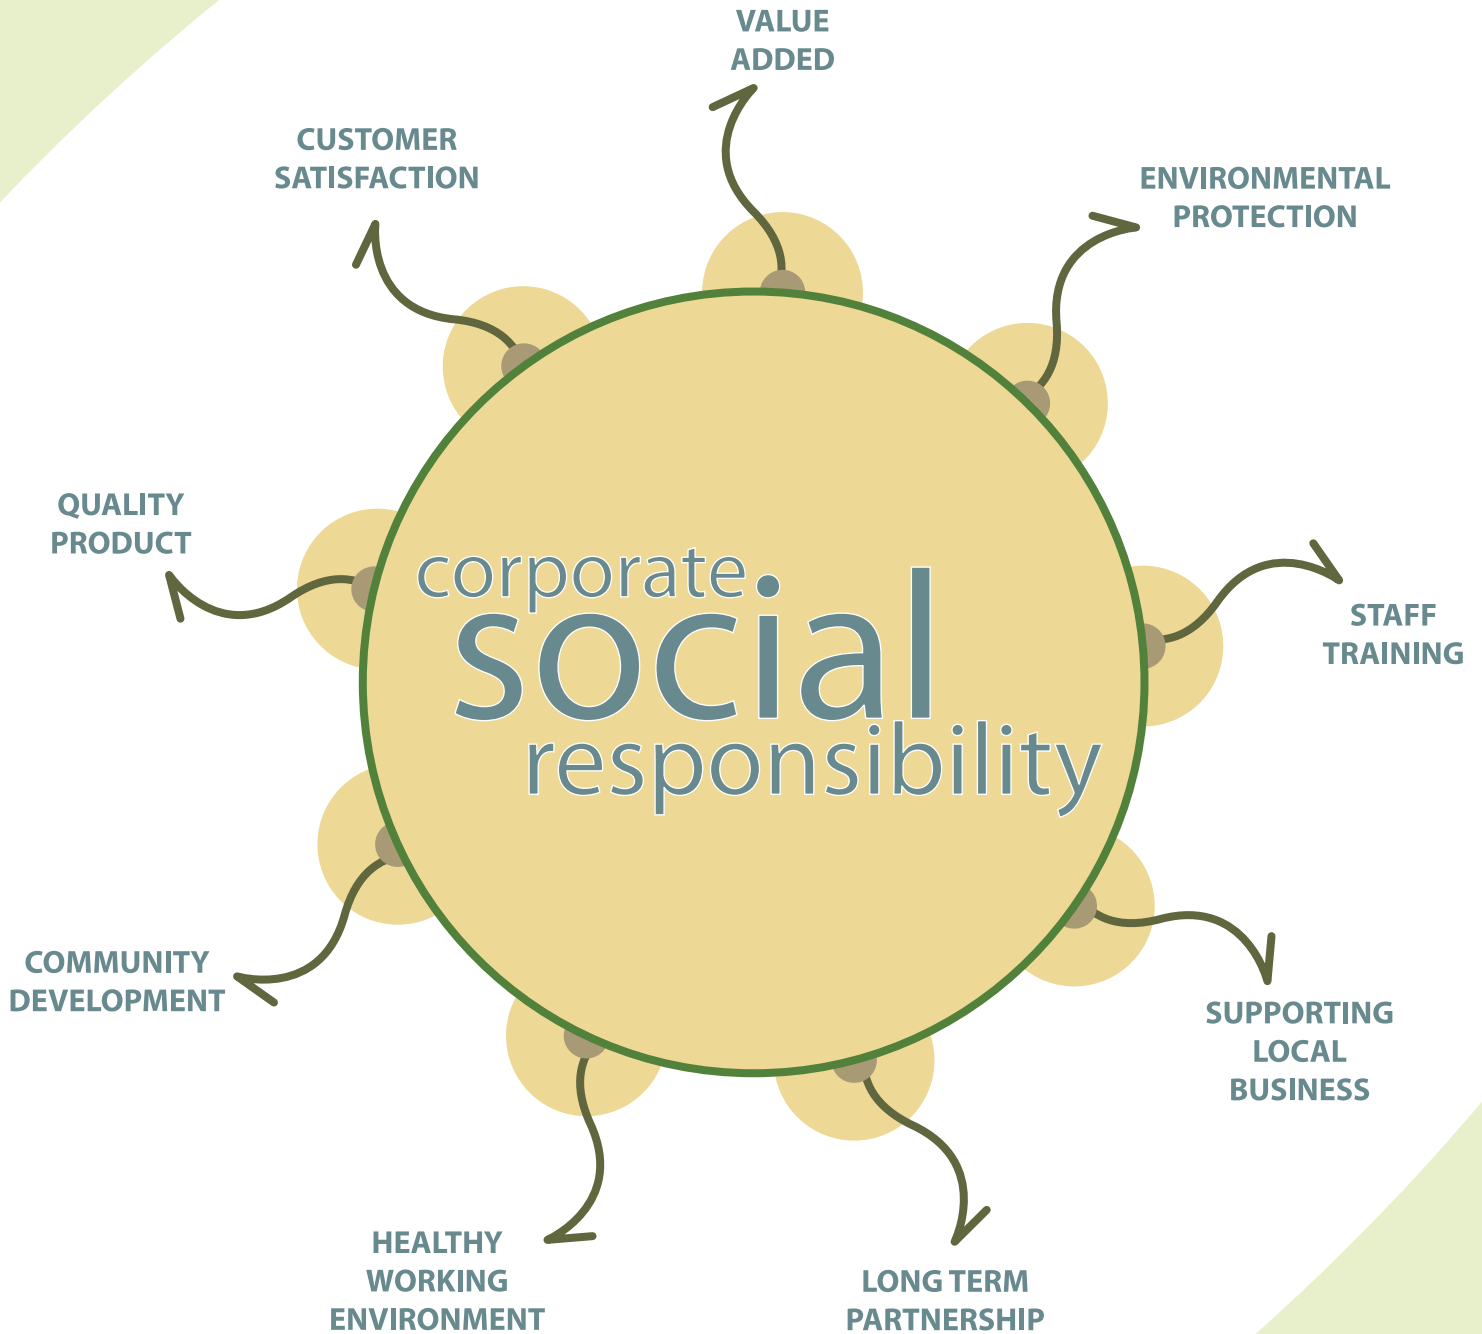 VALUE
ADDED
CUSTOMER
SATISFACTION
ENVIRONMENTAL
PROTECTION
QUALITY
PRODUCT
corporate
social
responsibility
STAFF
TRAINING
COMMUNITY
DEVELOPMENT
SUPPORTING
LOCAL
BUSINESS
HEALTHY
WORKING
ENVIRONMENT
LONG TERM
PARTNERSHIP